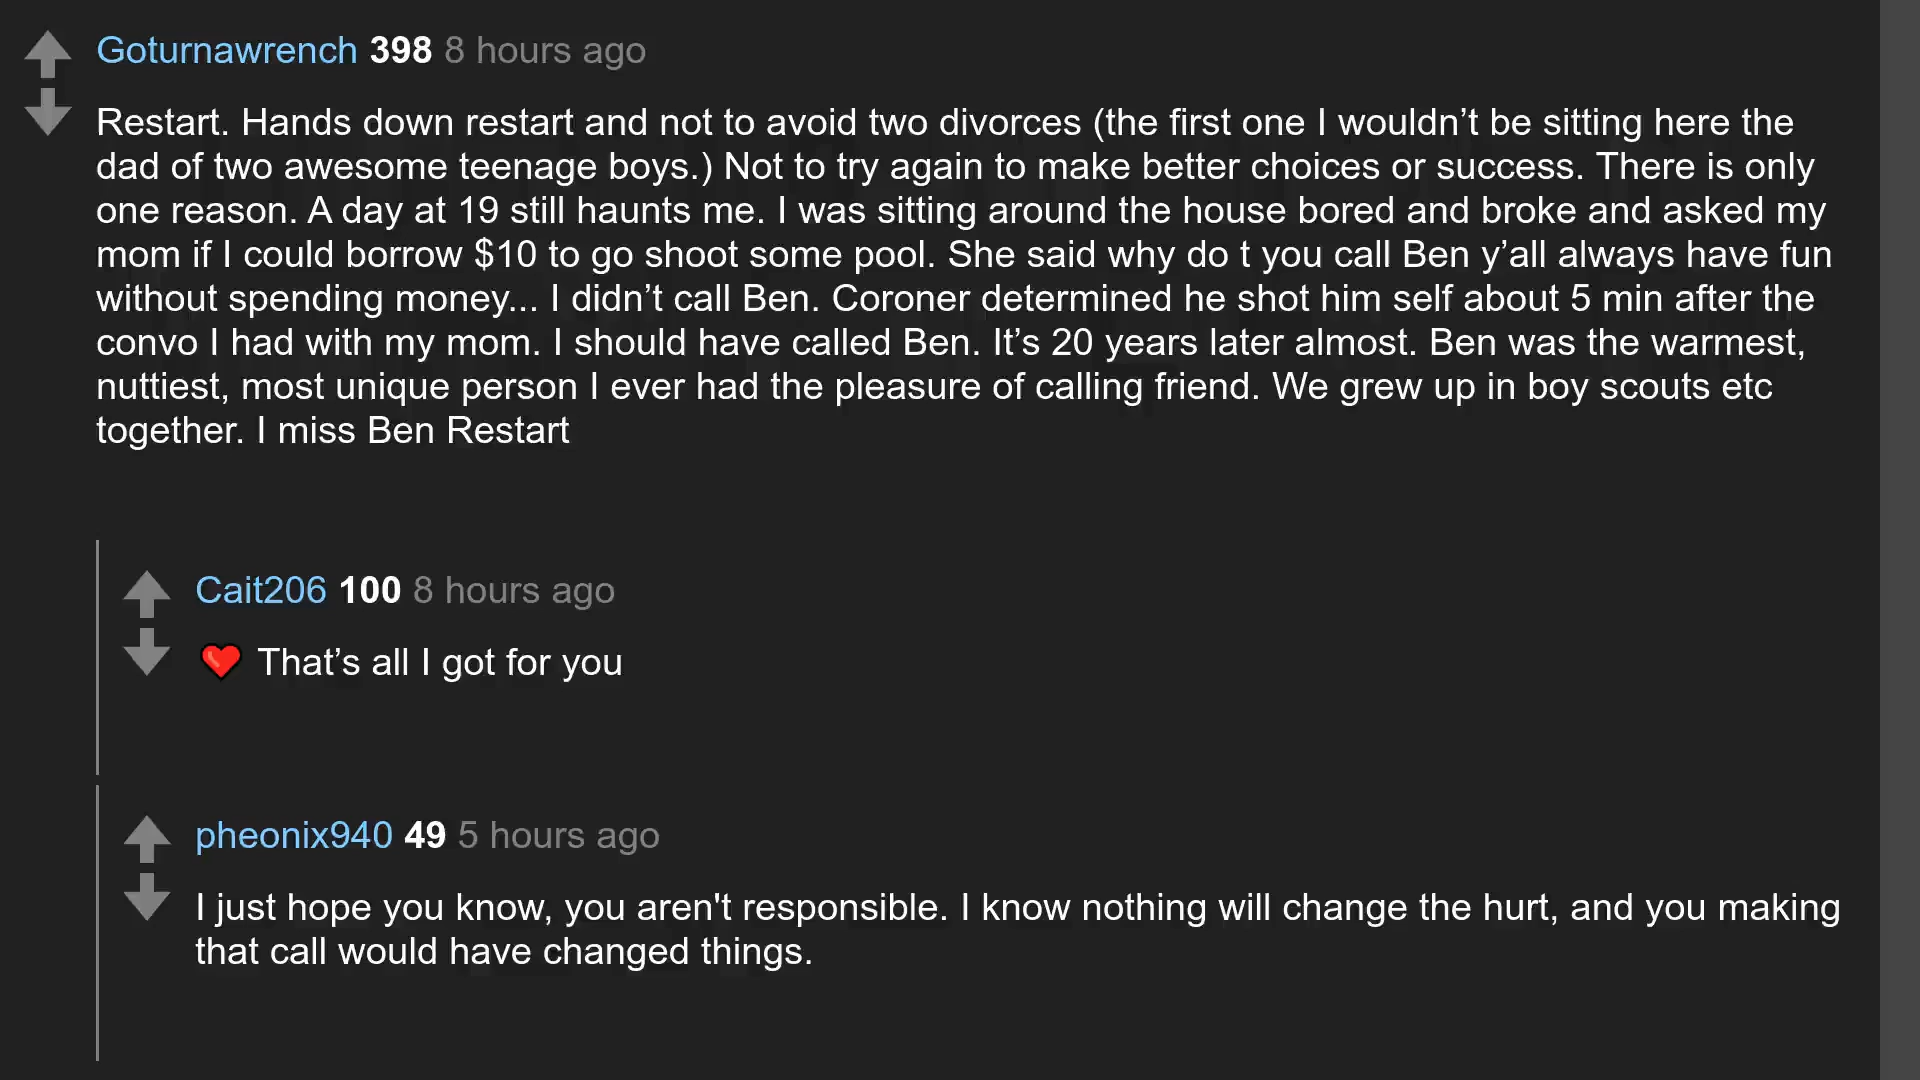 Goturnawrench 398 8 hours ago
Restart. Hands down restart and not to avoid two divorces (the first one I wouldn’t be sitting here the
dad of two awesome teenage boys.) Not to try again to make better choices or success. There is only
one reason. A day at 19 still haunts me. I was sitting around the house bored and broke and asked my
mom if I could borrow $10 to go shoot some pool. She said why do t you call Ben y’all always have fun
without spending money... I didn’t call Ben. Coroner determined he shot him self about 5 min after the
convo I had with my mom. I should have called Ben. It’s 20 years later almost. Ben was the warmest,
nuttiest, most unique person I ever had the pleasure of calling friend. We grew up in boy scouts etc
together. I miss Ben Restart
Cait206 100 8 hours ago
❤️ That’s all I got for you
pheonix940 49 5 hours ago
I just hope you know, you aren't responsible. I know nothing will change the hurt, and you making
that call would have changed things.